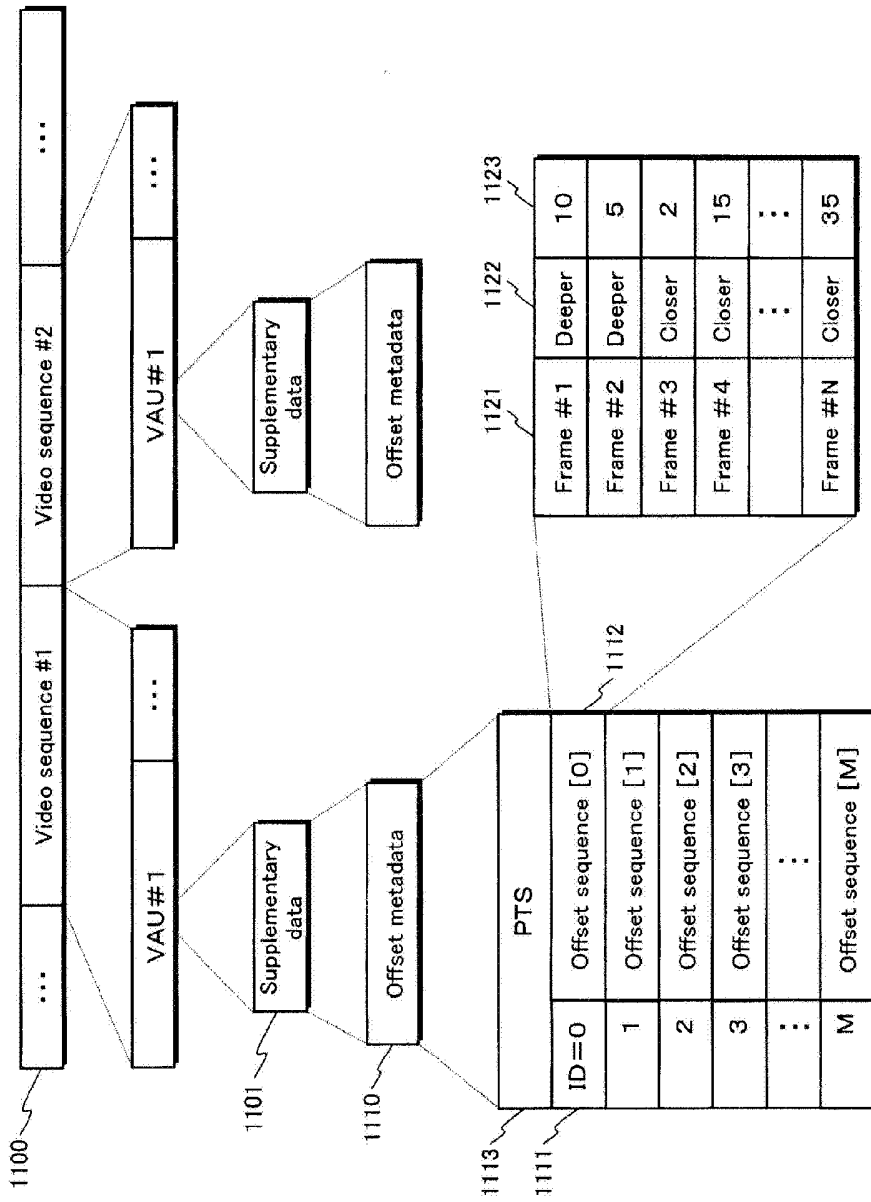 1100
...
Video sequence #1
Video sequence #2
...
VAU#1
...
VAU#1
...
1101
Supplementary
data
Supplementary
data
1110
Offset metadata
Offset metadata
1113
PTS
1111
ID=0
Offset sequence [0]
1112
1
Offset sequence [1]
2
Offset sequence [2]
3
Offset sequence [3]
...
...
M
Offset sequence [M]
1121
1122
1123
Frame #1
Deeper
10
Frame #2
Deeper
5
Frame #3
Closer
2
Frame #4
Closer
15
...
...
Frame #N
Closer
35